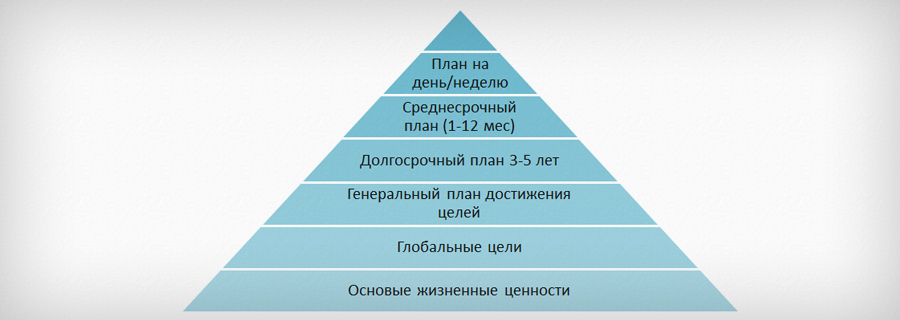 План на
день/неделю
Среднесрочный
план (1-12 мес)
Долгосрочный план 3-5 лет
Генеральный план достижения
целей
Глобальные цели
Основые жизненные ценности